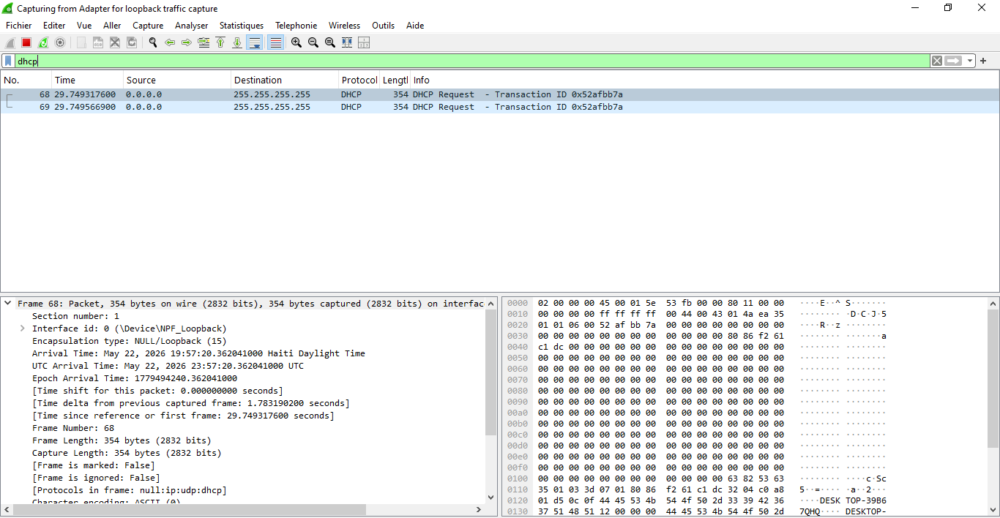 Capturing from Adapter for loopback traffic capture
Fichier Editer Vue Aller Capture Analyser Statistiques Telephonie Wireless Outils Aide
dhcp
No. Time Source Destination Protocol Lengtl Info
68 29.749317600 0.0.0.0 255.255.255.255 DHCP 354 DHCP Request - Transaction ID 0x52afbb7a
69 29.749566900 0.0.0.0 255.255.255.255 DHCP 354 DHCP Request - Transaction ID 0x52afbb7a
Frame 68: Packet, 354 bytes on wire (2832 bits), 354 bytes captured (2832 bits) on interfac
Section number: 1
Interface id: 0 (\Device\NPF_Loopback)
Encapsulation type: NULL/Loopback (15)
Arrival Time: May 22, 2026 19:57:20.362041000 Haiti Daylight Time
UTC Arrival Time: May 22, 2026 23:57:20.362041000 UTC
Epoch Arrival Time: 1779494240.362041000
[Time shift for this packet: 0.000000000 seconds]
[Time delta from previous captured frame: 1.783190200 seconds]
[Time since reference or first frame: 29.749317600 seconds]
Frame Number: 68
Frame Length: 354 bytes (2832 bits)
Capture Length: 354 bytes (2832 bits)
[Frame is marked: False]
[Frame is ignored: False]
[Protocols in frame: null:ip:udp:dhcp]
Character encoding: ASCII (0)
0000 02 00 00 00 45 00 01 5e 53 fb 00 00 80 11 00 00 ····E··^ S·······
0010 00 00 00 00 ff ff ff ff 00 44 00 43 01 4a ea 35 ········ ·D·C·J·5
0020 01 01 06 00 52 af bb 7a 00 00 00 00 00 00 00 00 ····R··z ········
0030 00 00 00 00 00 00 00 00 00 00 00 00 80 86 f2 61 ········ ·······a
0040 c1 dc 00 00 00 00 00 00 00 00 00 00 00 00 00 00 ········ ········
0050 00 00 00 00 00 00 00 00 00 00 00 00 00 00 00 00 ········ ········
0060 00 00 00 00 00 00 00 00 00 00 00 00 00 00 00 00 ········ ········
0070 00 00 00 00 00 00 00 00 00 00 00 00 00 00 00 00 ········ ········
0080 00 00 00 00 00 00 00 00 00 00 00 00 00 00 00 00 ········ ········
0090 00 00 00 00 00 00 00 00 00 00 00 00 00 00 00 00 ········ ········
00a0 00 00 00 00 00 00 00 00 00 00 00 00 00 00 00 00 ········ ········
00b0 00 00 00 00 00 00 00 00 00 00 00 00 00 00 00 00 ········ ········
00c0 00 00 00 00 00 00 00 00 00 00 00 00 00 00 00 00 ········ ········
00d0 00 00 00 00 00 00 00 00 00 00 00 00 00 00 00 00 ········ ········
00e0 00 00 00 00 00 00 00 00 00 00 00 00 00 00 00 00 ········ ········
00f0 00 00 00 00 00 00 00 00 00 00 00 00 00 00 00 00 ········ ········
0100 00 00 00 00 00 00 00 00 00 00 00 00 63 82 53 63 ········ ····c·Sc
0110 35 01 03 3d 07 01 80 86 f2 61 c1 dc 32 04 c0 a8 5··=···· ·a··2···
0120 01 d5 0c 0f 44 45 53 4b 54 4f 50 2d 33 39 42 36 ····DESK TOP-39B6
0130 37 51 48 51 12 00 00 00 44 45 53 4b 54 4f 50 2d 7QHQ···· DESKTOP-